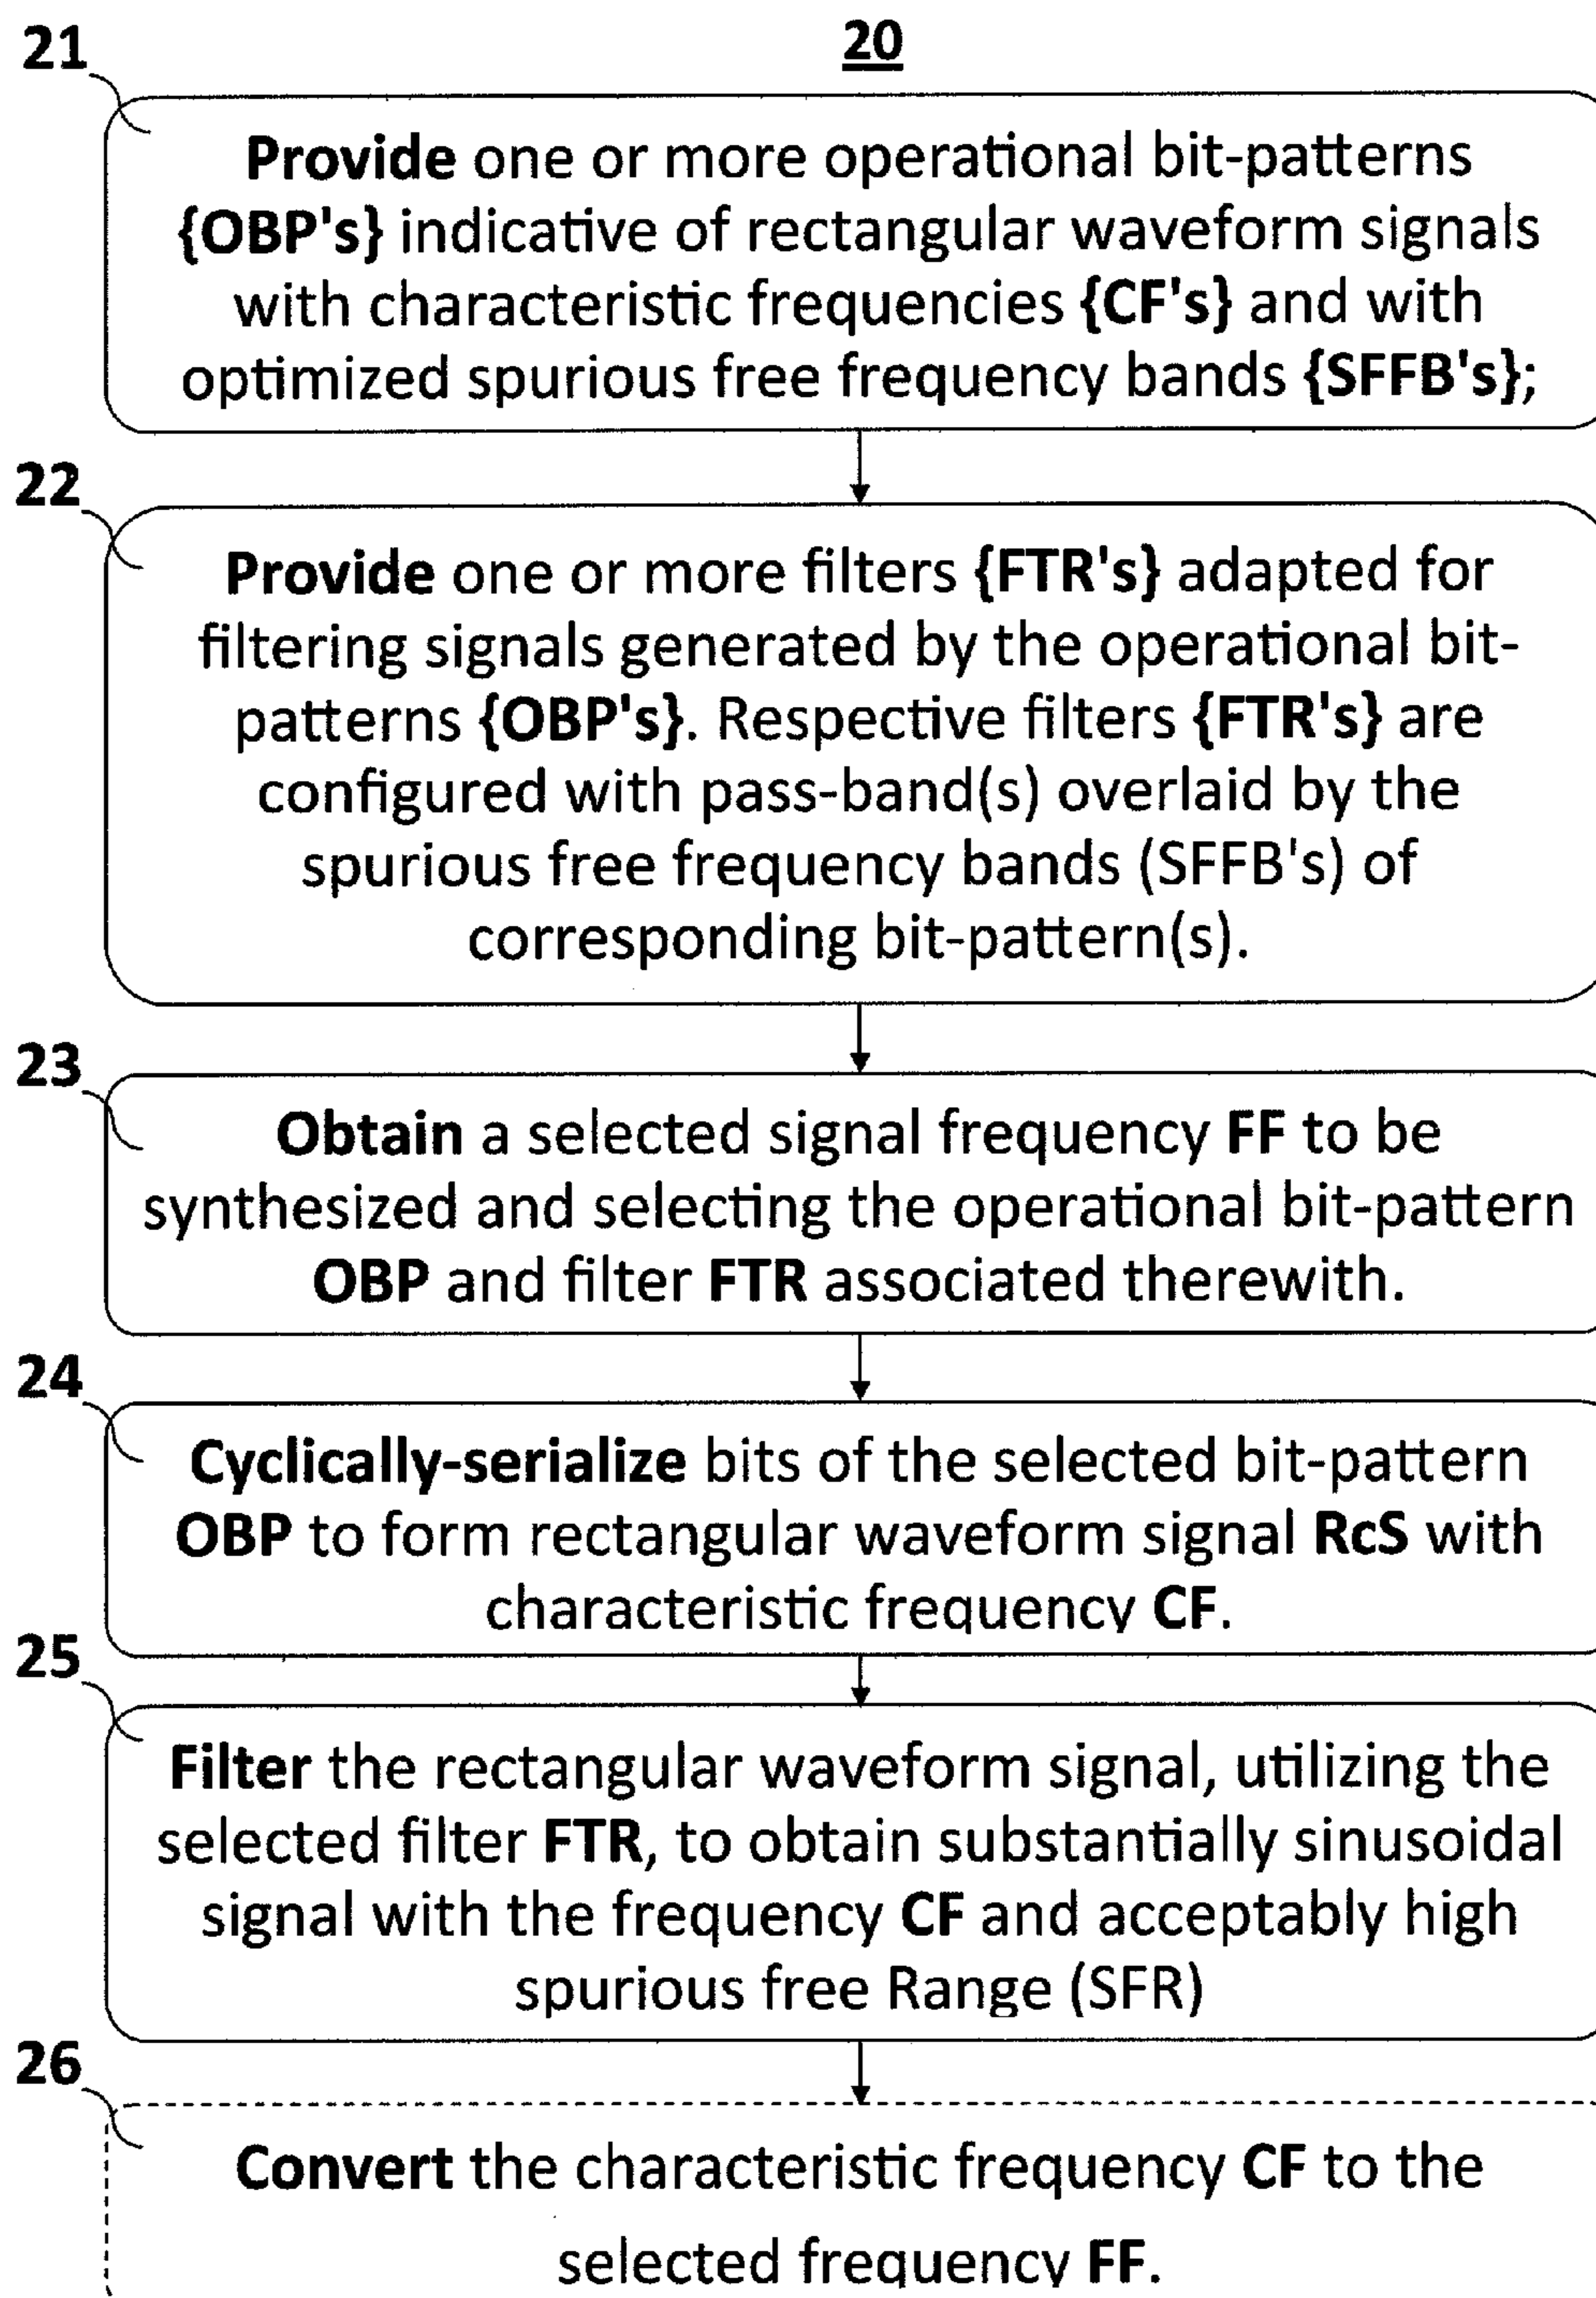 20
21
Provide one or more operational bit-patterns
{OBP's} indicative of rectangular waveform signals
with characteristic frequencies {CF's} and with
optimized spurious free frequency bands {SFFB's};
22
Provide one or more filters {FTR's} adapted for
filtering signals generated by the operational bit-
patterns {OBP's}. Respective filters {FTR's} are
configured with pass-band(s) overlaid by the
spurious free frequency bands (SFFB's) of
corresponding bit-pattern(s).
23
Obtain a selected signal frequency FF to be
synthesized and selecting the operational bit-pattern
OBP and filter FTR associated therewith.
24
Cyclically-serialize bits of the selected bit-pattern
OBP to form rectangular waveform signal RcS with
characteristic frequency CF.
25
Filter the rectangular waveform signal, utilizing the
selected filter FTR, to obtain substantially sinusoidal
signal with the frequency CF and acceptably high
spurious free Range (SFR)
26
Convert the characteristic frequency CF to the
selected frequency FF.